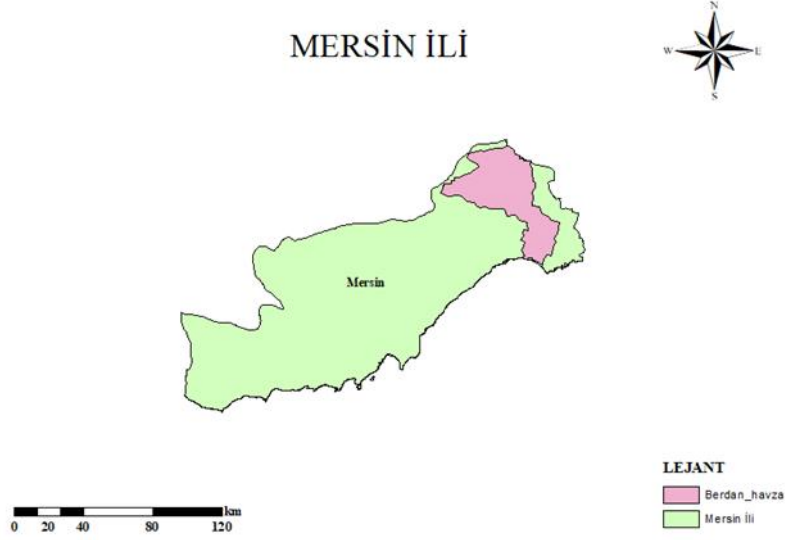 MERSİN İLİ
N
W E
S
Mersin
km
0 20 40 80 120
LEJANT
Berdan_havza
Mersin İli